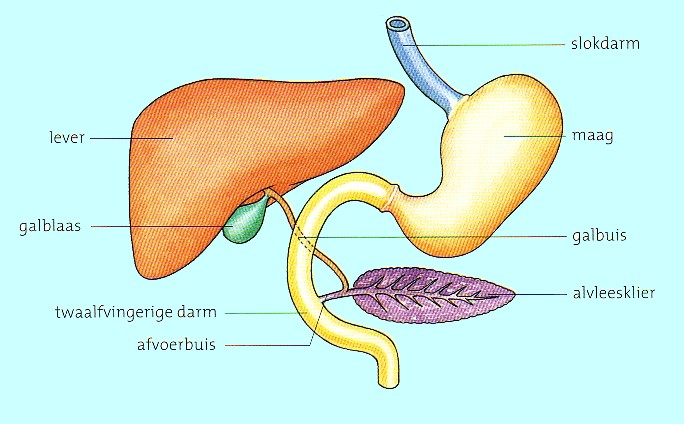 slokdarm
lever
maag
galblaas
galbuis
alvleesklier
twaalfvingerige darm
afvoerbuis